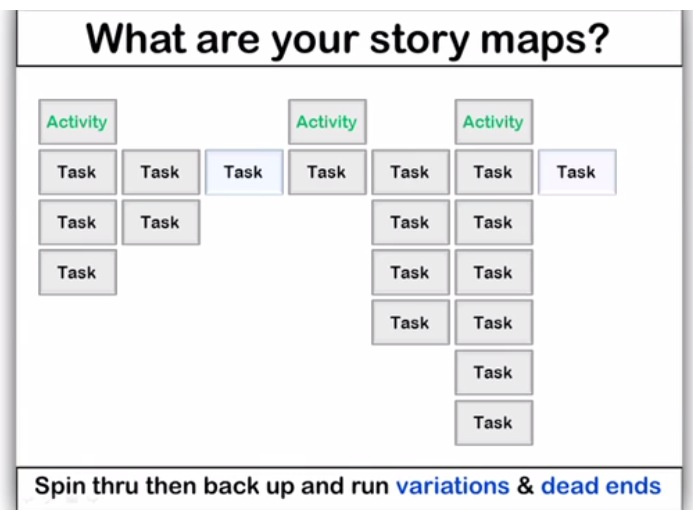 What are your story maps?
Activity Activity Activity
Task Task Task Task Task Task Task
Task Task Task Task
Task Task Task
Task Task
Task
Task
Spin thru then back up and run variations & dead ends